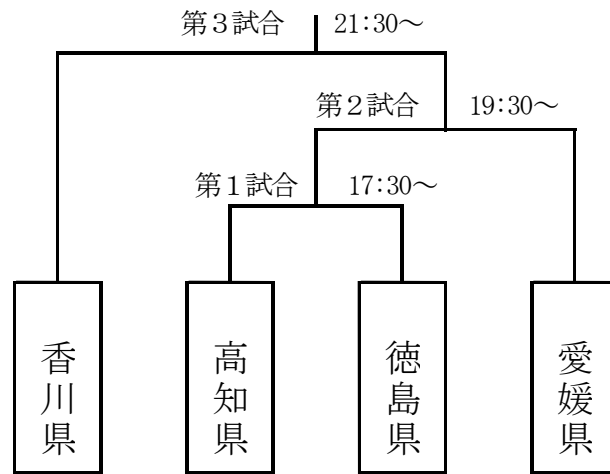 第３試合 21:30～
第２試合 19:30～
第１試合 17:30～
香川県
高知県
徳島県
愛媛県